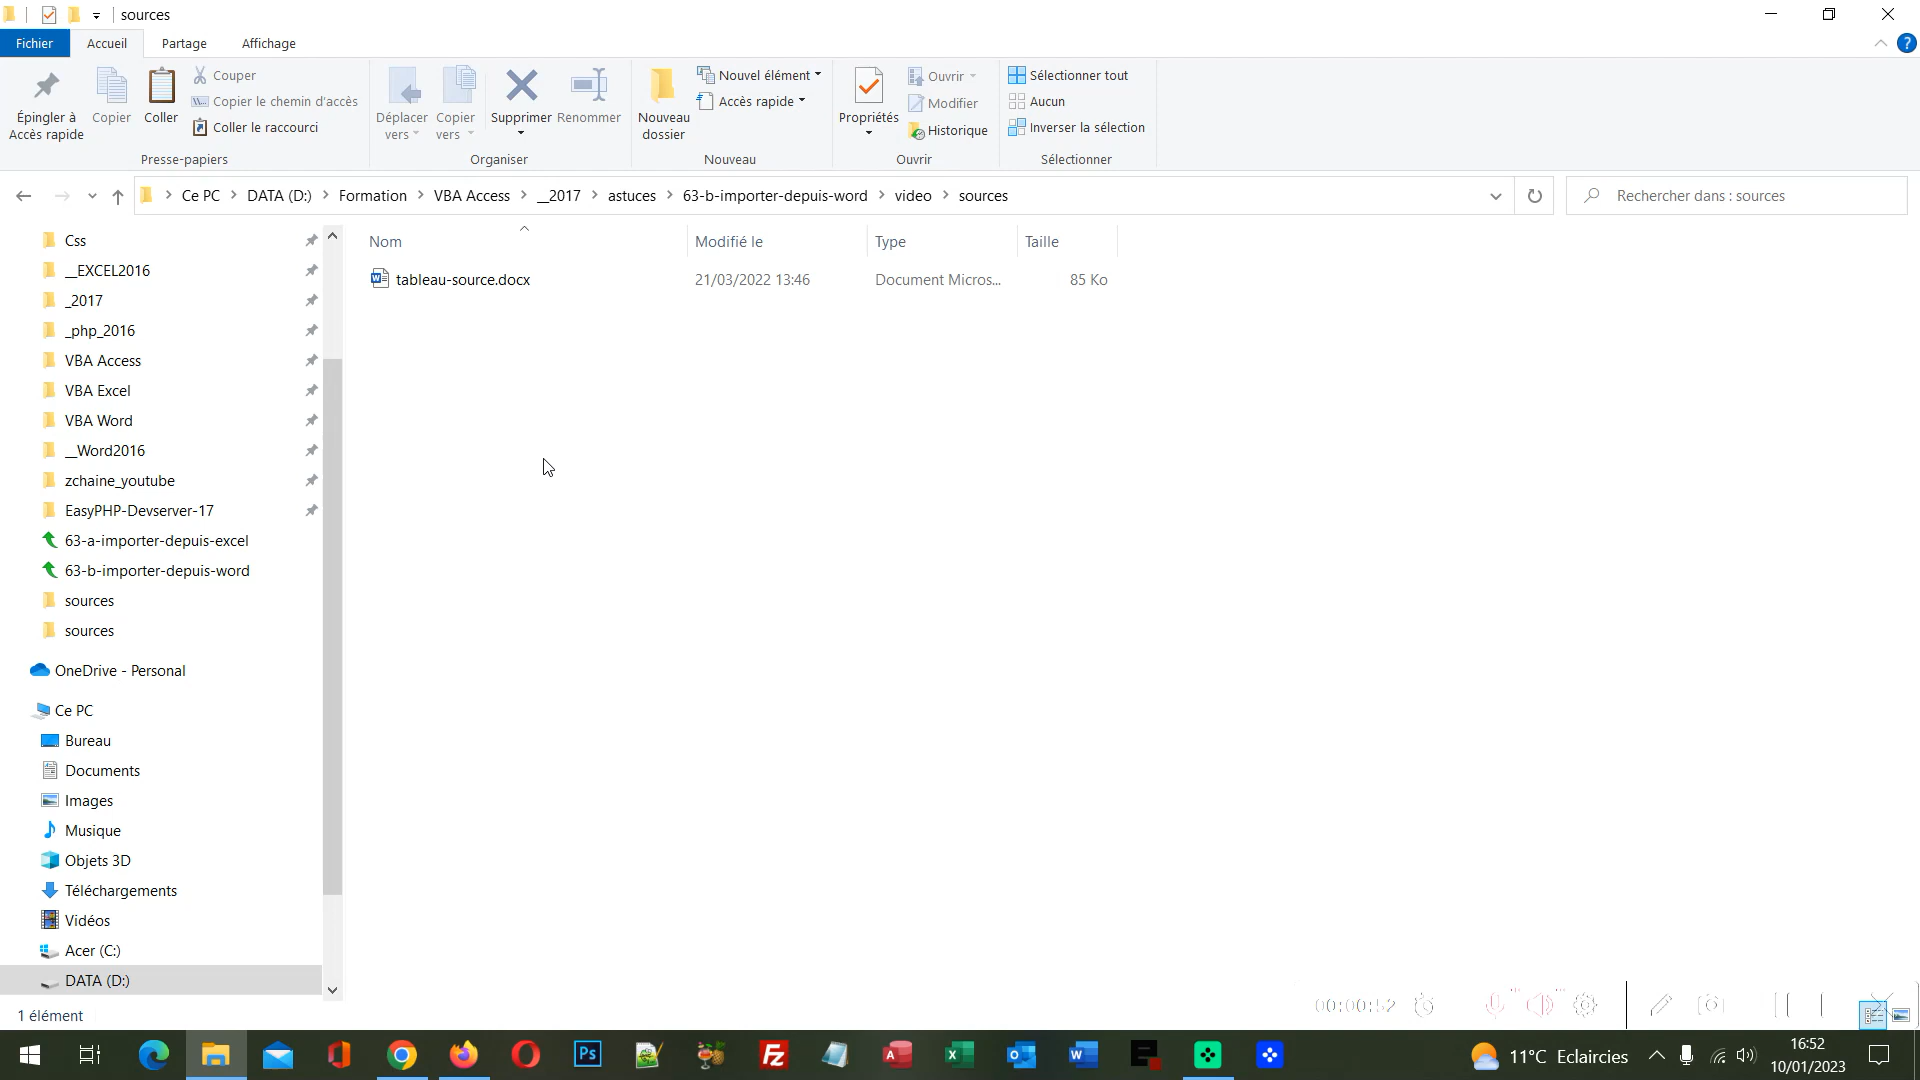 sources
Fichier
Accueil
Partage
Affichage
Épingler à
Accès rapide
Copier
Coller
Couper
Copier le chemin d'accès
Coller le raccourci
Presse-papiers
Déplacer
vers
Copier
vers
Supprimer
Renommer
Organiser
Nouveau
dossier
Nouvel élément
Accès rapide
Nouveau
Propriétés
Ouvrir
Modifier
Historique
Ouvrir
Sélectionner tout
Aucun
Inverser la sélection
Sélectionner
Ce PC > DATA (D:) > Formation > VBA Access > __2017 > astuces > 63-b-importer-depuis-word > video > sources
Rechercher dans : sources
Css
__EXCEL2016
_2017
_php_2016
VBA Access
VBA Excel
VBA Word
__Word2016
zchaine_youtube
EasyPHP-Devserver-17
63-a-importer-depuis-excel
63-b-importer-depuis-word
sources
sources
OneDrive - Personal
Ce PC
Bureau
Documents
Images
Musique
Objets 3D
Téléchargements
Vidéos
Acer (C:)
DATA (D:)
Nom Modifié le Type Taille
tableau-source.docx 21/03/2022 13:46 Document Micros... 85 Ko
1 élément
00:00:52
Ps
11°C Eclaircies
16:52
10/01/2023